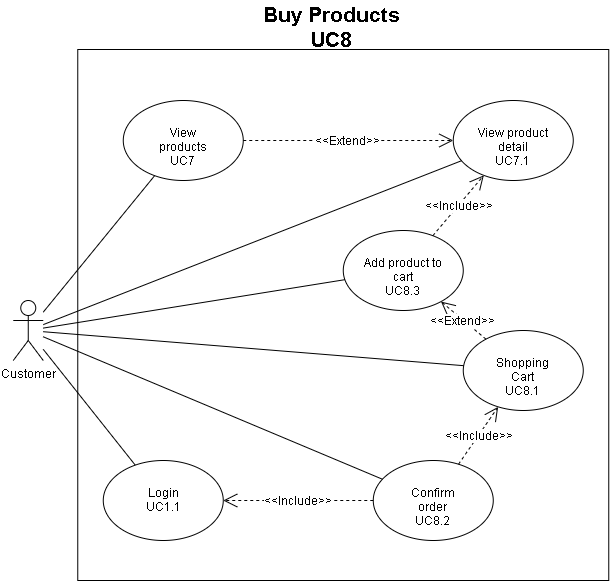 Buy Products
UC8
View
products
UC7
<<Extend>>
View product
detail
UC7.1
<<Include>>
Add product to
cart
UC8.3
<<Extend>>
Customer
Shopping
Cart
UC8.1
<<Include>>
Login
UC1.1
<<Include>>
Confirm
order
UC8.2